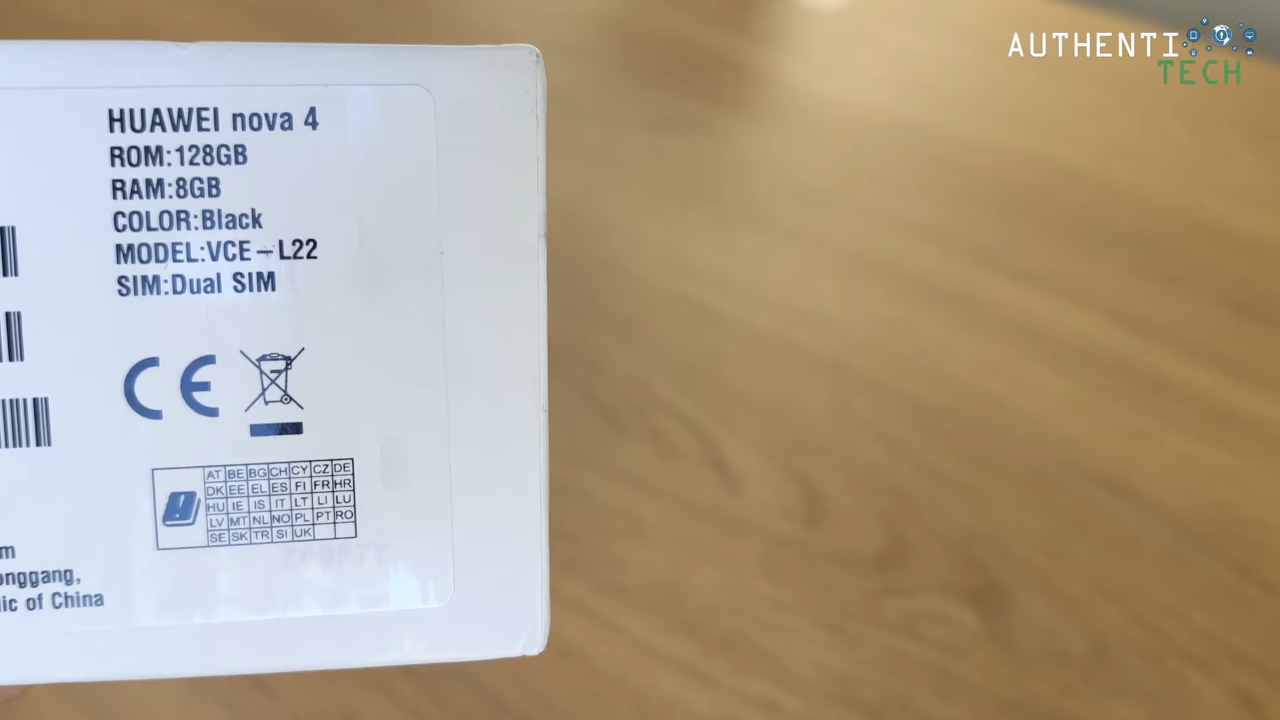 AUTHENTI
TECH
HUAWEI nova 4
ROM:128GB
RAM:8GB
COLOR:Black
MODEL:VCE-L22
SIM:Dual SIM
CE
AT BE BG CH CY CZ DE
DK EE EL ES FI FR HR
HU IE IS IT LT LI LU
LV MT NL NO PL PT RO
SE SK TR SI UK
of China